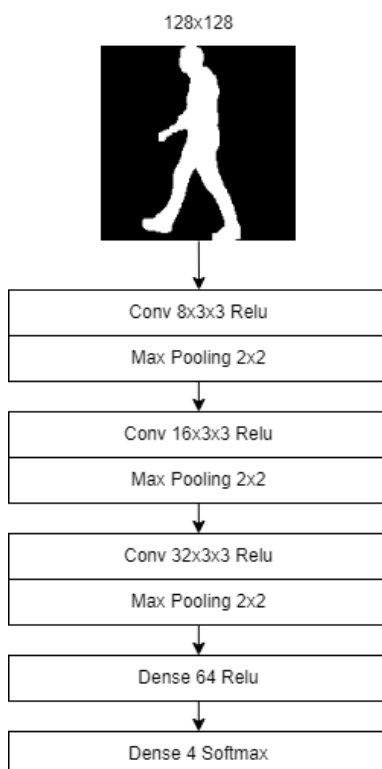 128x128
Conv 8x3x3 Relu
Max Pooling 2x2
Conv 16x3x3 Relu
Max Pooling 2x2
Conv 32x3x3 Relu
Max Pooling 2x2
Dense 64 Relu
Dense 4 Softmax